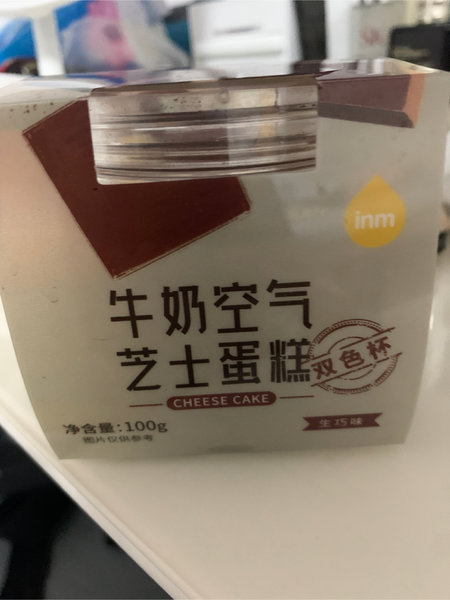 inm
牛奶空气
芝士蛋糕
双色杯
CHEESE CAKE
净含量:100g
图片仅供参考
生巧味